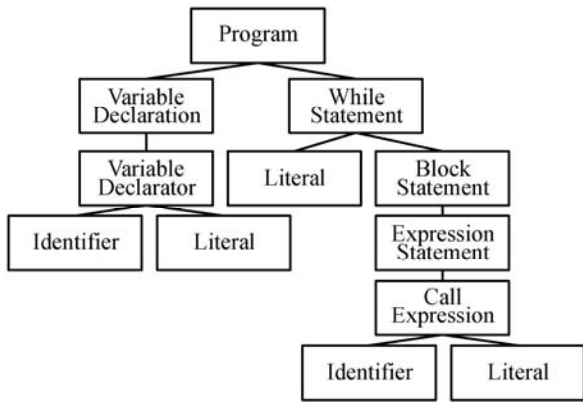 Program
Variable
Declaration
While
Statement
Variable
Declarator
Literal
Block
Statement
Identifier
Literal
Expression
Statement
Call
Expression
Identifier
Literal